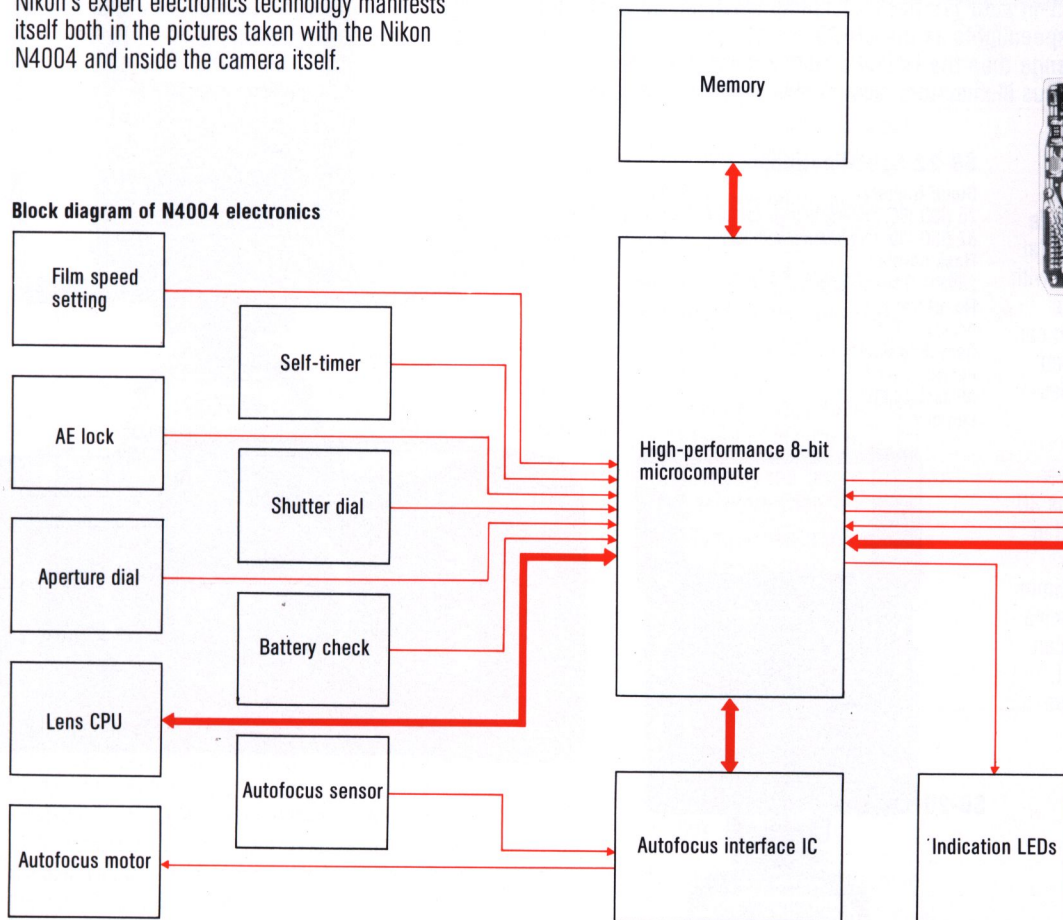 Nikon's expert electronics technology manifests
itself both in the pictures taken with the Nikon
N4004 and inside the camera itself.
Block diagram of N4004 electronics
Memory
Film speed
setting
Self-timer
AE lock
Shutter dial
High-performance 8-bit
microcomputer
Aperture dial
Battery check
Lens CPU
Autofocus sensor
Autofocus motor
Autofocus interface IC
Indication LEDs